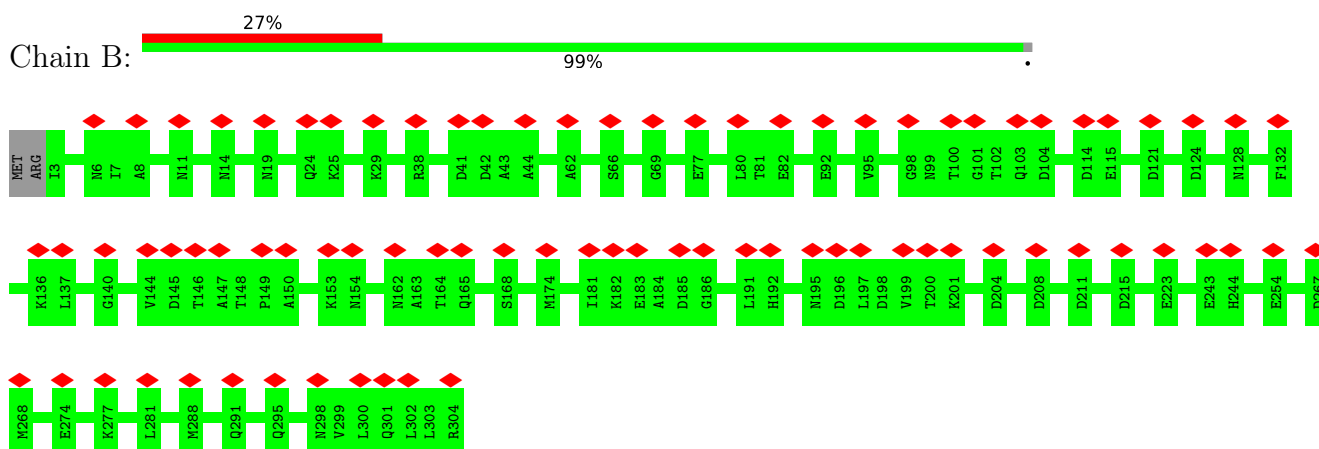 27%
Chain B:
99%
.
MET ARG I3 N6 I7 A8 N11 N14 N19 Q24 K25 K29 R38 D41 D42 A43 A44 A62 S66 G69 E77 L80 T81 E82 E92 V95 G98 N99 T100 G101 T102 Q103 D104 D114 E115 D121 D124 N128 F132
K136 L137 G140 V144 D145 T146 A147 T148 P149 A150 K153 N154 N162 A163 T164 Q165 S168 M174 I181 K182 E183 A184 D185 G186 L191 H192 N195 D196 L197 D198 V199 T200 K201 D204 D208 D211 D215 E223 E243 H244 E254
M268 E274 K277 L281 M288 Q291 Q295 N298 V299 L300 Q301 L302 L303 R304